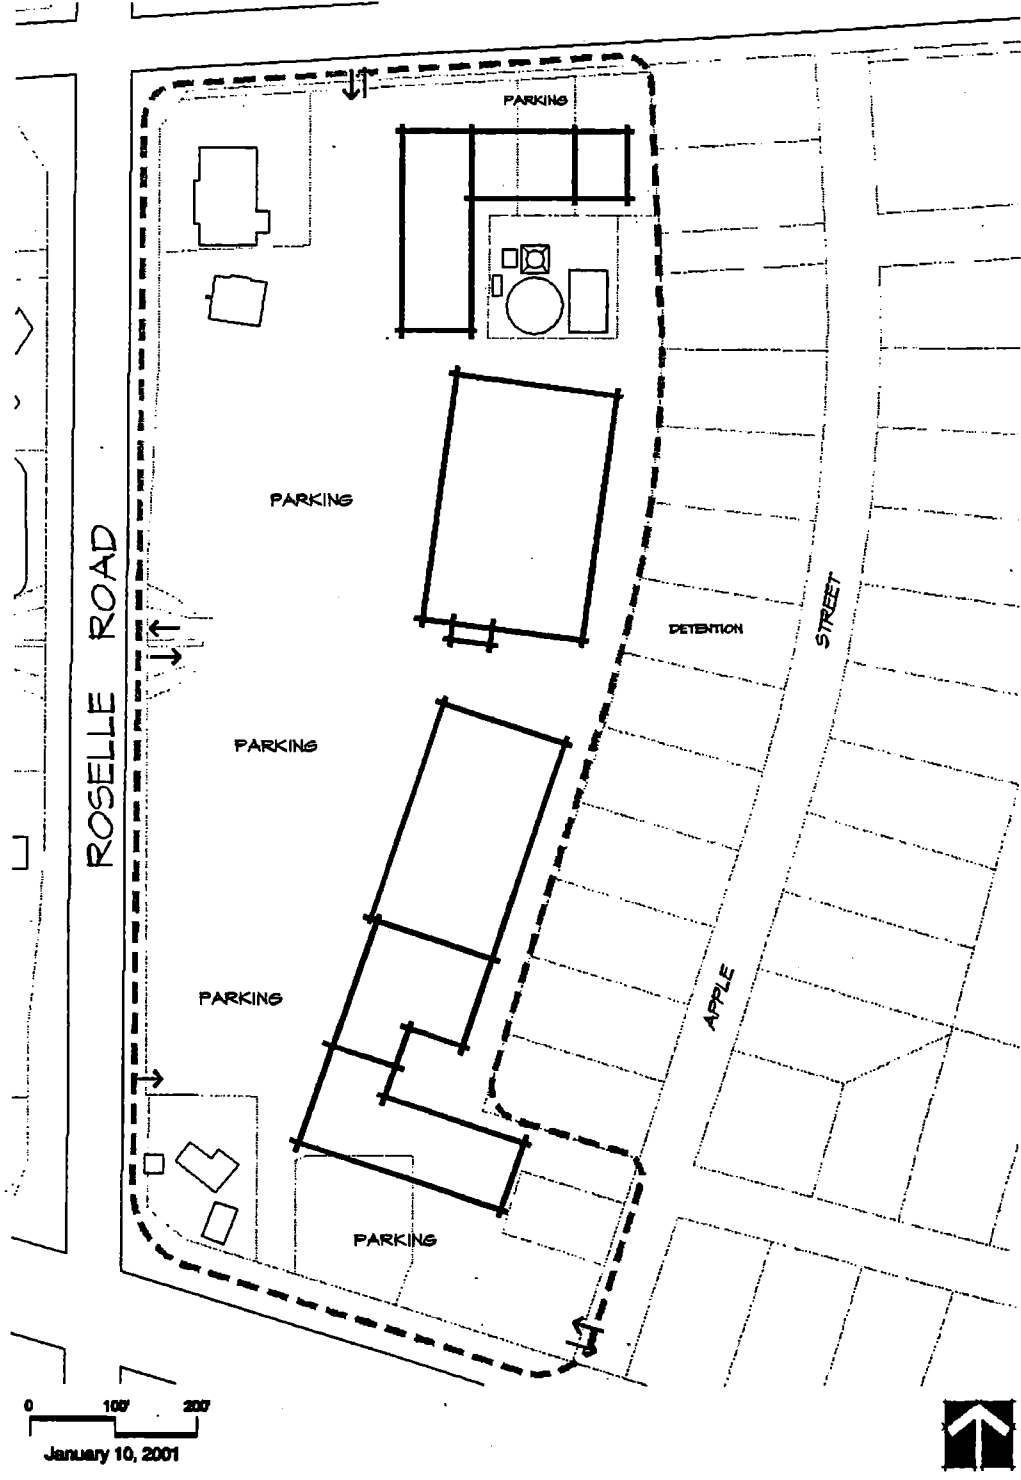 PARKING
PARKING
ROSELLE ROAD
STREET
DETENTION
PARKING
APPLE
PARKING
PARKING
0 100' 200'
January 10, 2001